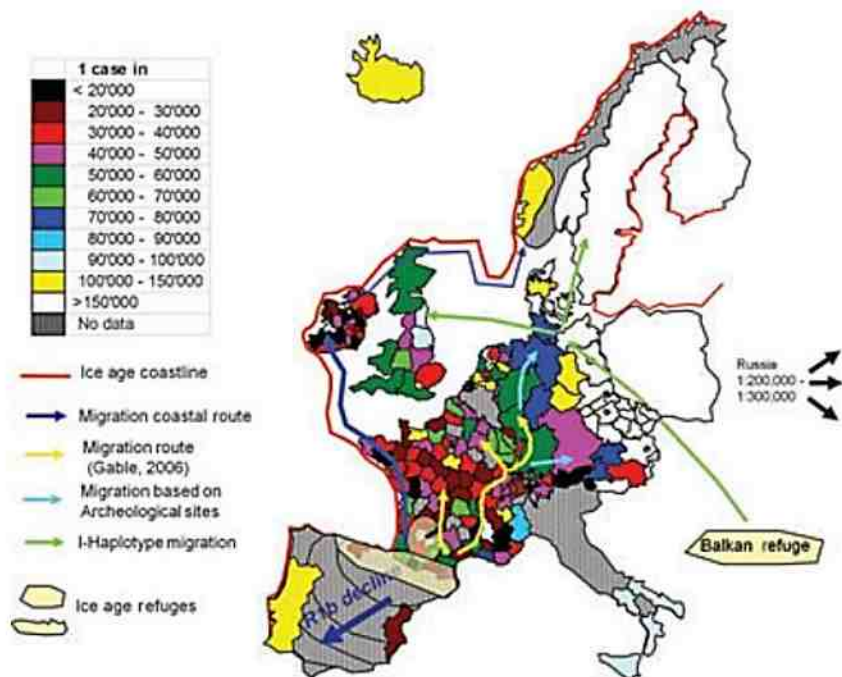 1 case in
< 20'000
20'000 - 30'000
30'000 - 40'000
40'000 - 50'000
50'000 - 60'000
60'000 - 70'000
70'000 - 80'000
80'000 - 90'000
90'000 - 100'000
100'000 - 150'000
>150'000
No data
Ice age coastline
Migration coastal route
Migration route
(Gable, 2006)
Migration based on
Archeological sites
I-Haplotype migration
Ice age refuges
Russia
1:200,000 -
1:300,000
Balkan refuge
R1b decline